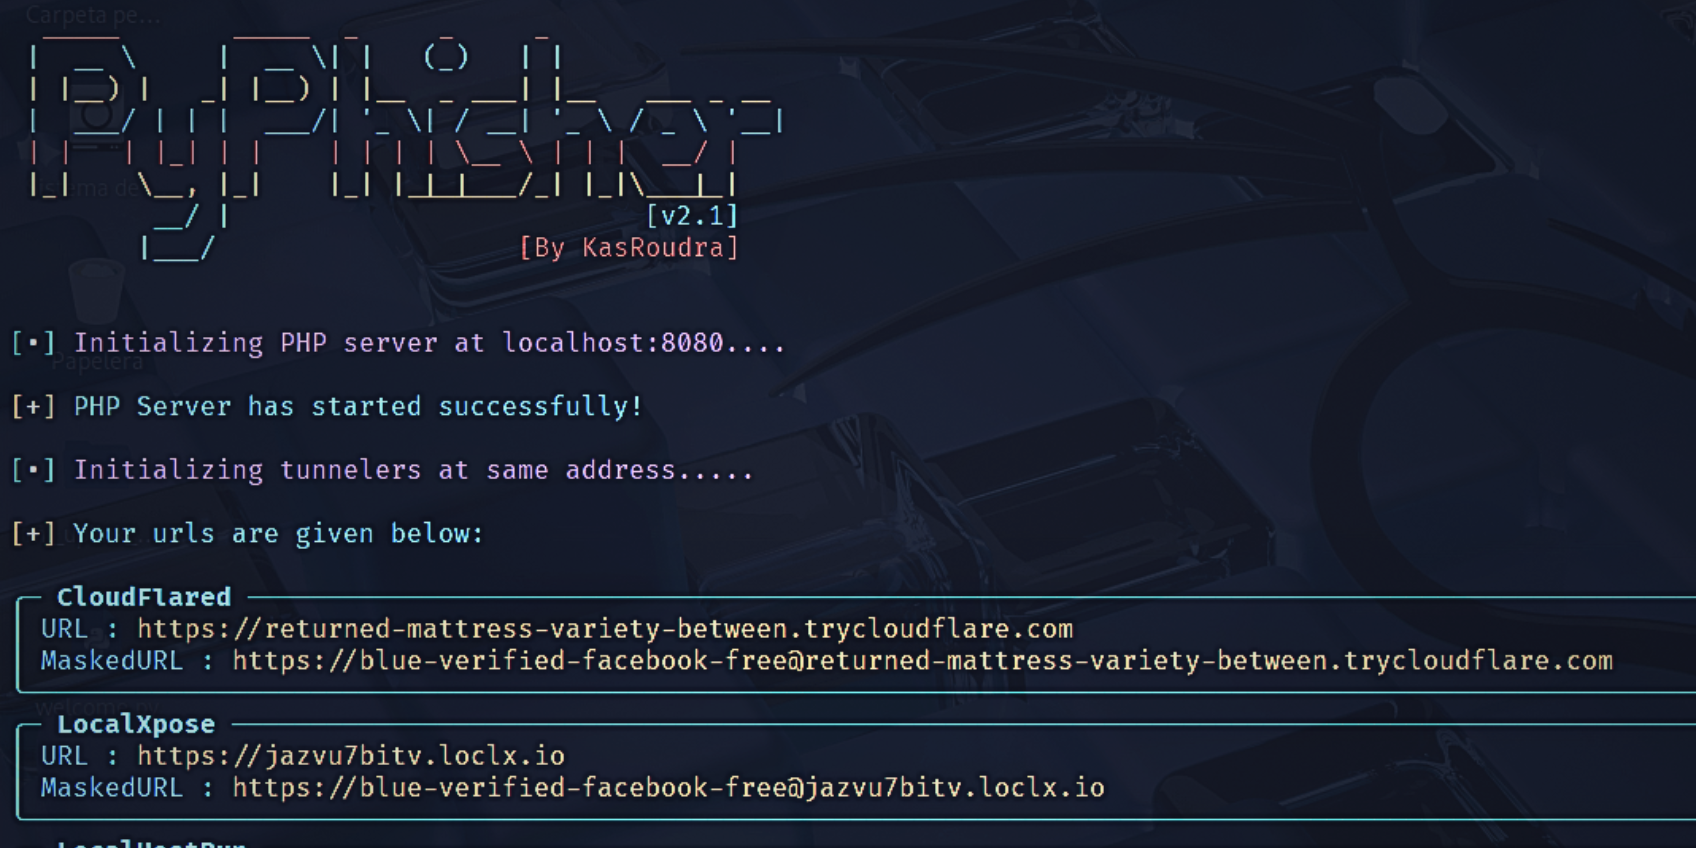 Carpeta pe...
PyPhisher
[v2.1]
[By KasRoudra]
[•] Initializing PHP server at localhost:8080....
Papelera
[+] PHP Server has started successfully!
[•] Initializing tunnelers at same address.....
[+] Your urls are given below:
CloudFlared
URL : https://returned-mattress-variety-between.trycloudflare.com
MaskedURL : https://blue-verified-facebook-free@returned-mattress-variety-between.trycloudflare.com
LocalXpose
URL : https://jazvu7bitv.loclx.io
MaskedURL : https://blue-verified-facebook-free@jazvu7bitv.loclx.io